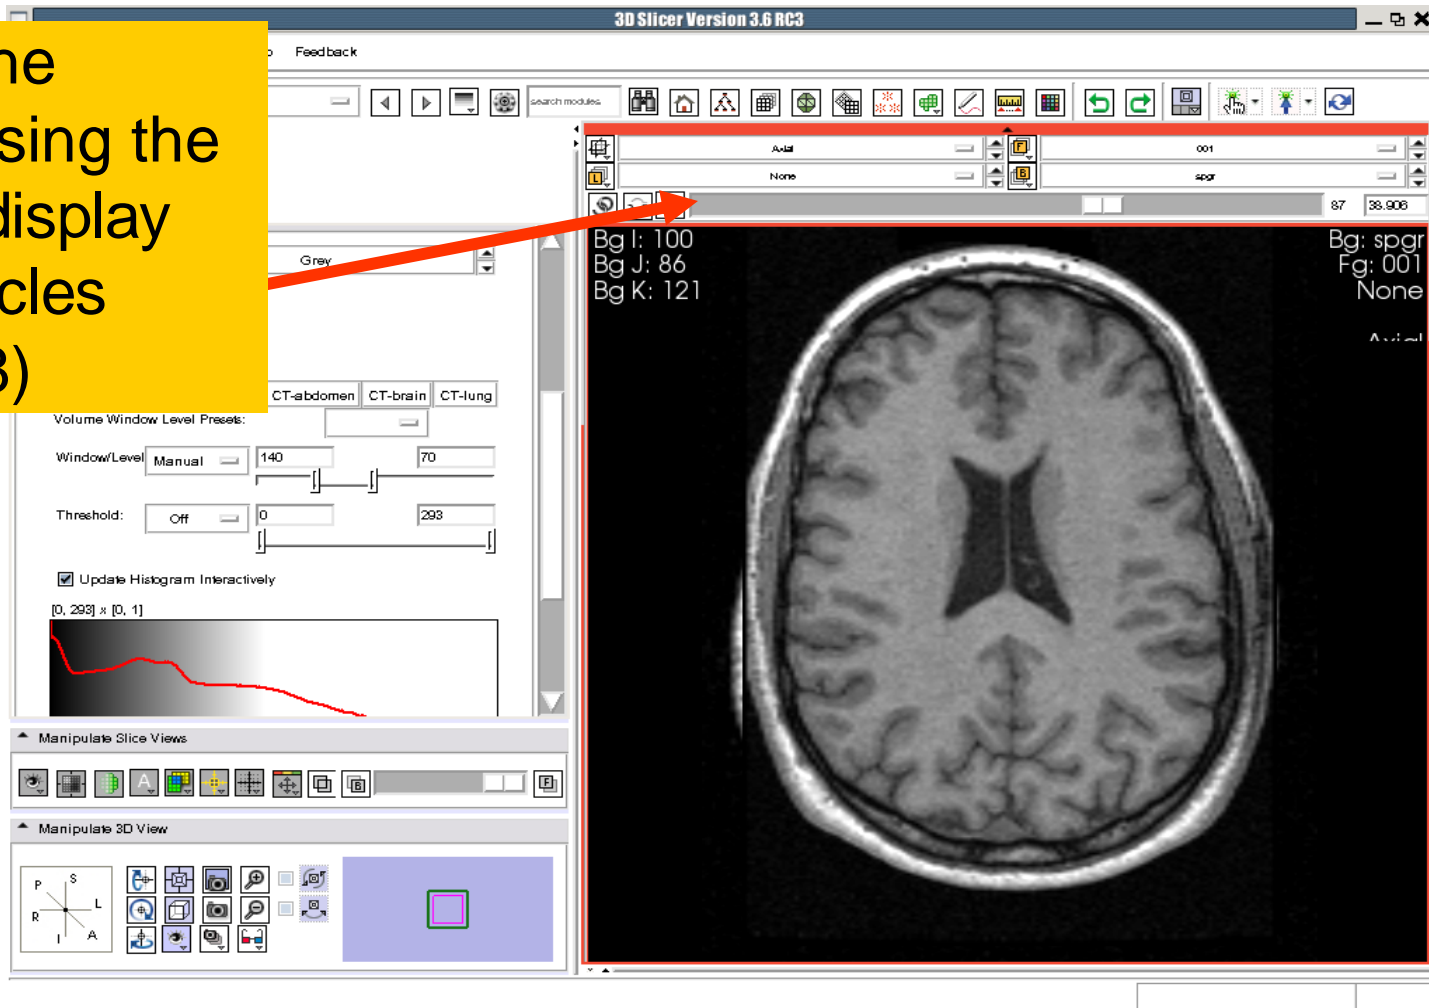 3D Slicer Version 3.6 RC3
Feedback
ne
sing the
display
cles
3)
search modules
Axial
001
None
spgr
87
38.906
Grey
Bg I: 100
Bg J: 86
Bg K: 121
Bg: spgr
Fg: 001
None
Axial
CT-abdomen CT-brain CT-lung
Volume Window Level Presets:
Window/Level
Manual
140
70
Threshold:
Off
0
293
Update Histogram Interactively
[0, 293] x [0, 1]
Manipulate Slice Views
Manipulate 3D View
P S
L
R
I A